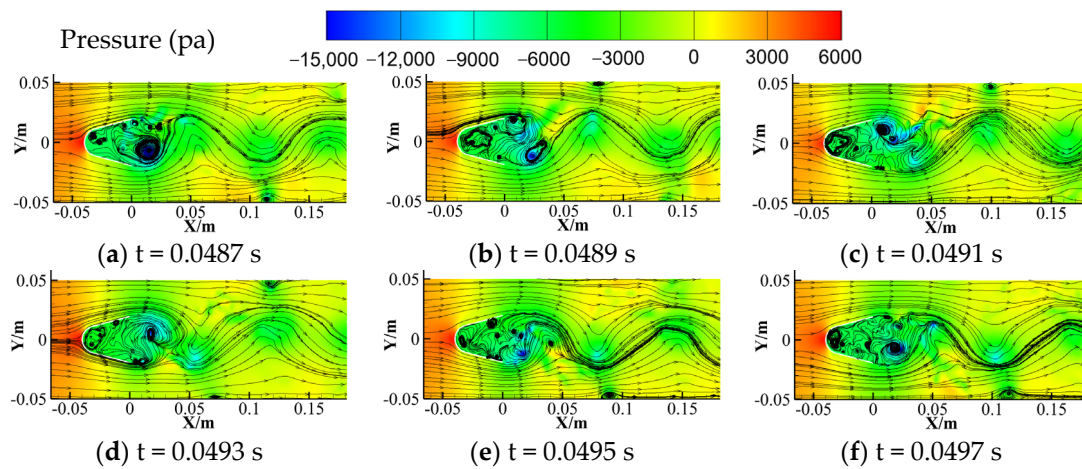 Pressure (pa)
−15,000 −12,000 −9000 −6000 −3000 0 3000 6000
0.05 0.05 0.05
Y/m 0 Y/m 0 Y/m 0
-0.05 -0.05 -0.05
-0.05 0 0.05 0.1 0.15 -0.05 0 0.05 0.1 0.15 -0.05 0 0.05 0.1 0.15
X/m X/m X/m
(a) t = 0.0487 s (b) t = 0.0489 s (c) t = 0.0491 s
0.05 0.05 0.05
Y/m 0 Y/m 0 Y/m 0
-0.05 -0.05 -0.05
-0.05 0 0.05 0.1 0.15 -0.05 0 0.05 0.1 0.15 -0.05 0 0.05 0.1 0.15
X/m X/m X/m
(d) t = 0.0493 s (e) t = 0.0495 s (f) t = 0.0497 s